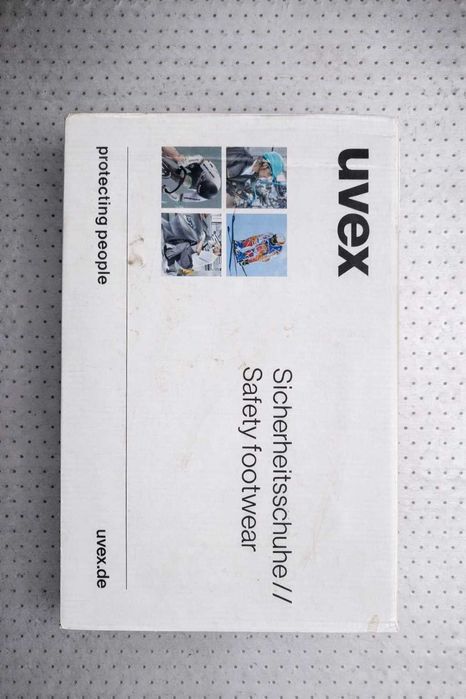 uvex
Sicherheitsschuhe //
Safety footwear
protecting people
uvex.de